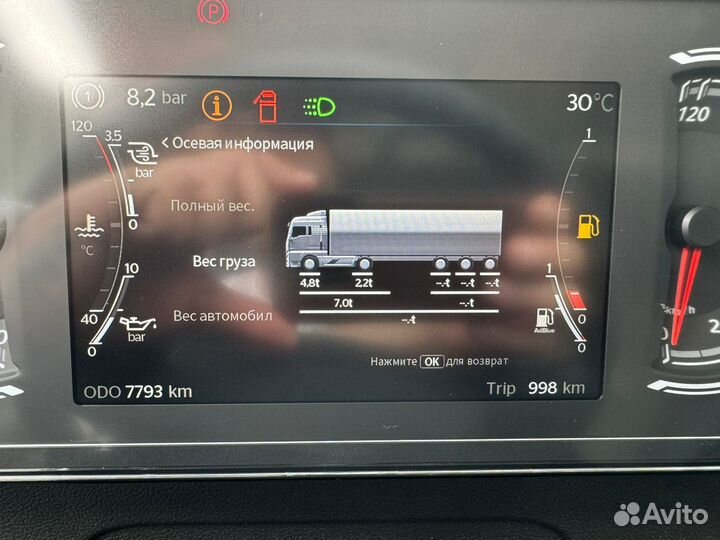 P
1 8,2 bar i 30°C
120 3.5 1 120
< Осевая информация
bar
Полный вес.
0
°C
Вес груза
10 1
4.8t 2.2t --.-t --.-t --.-t
7.0t --.-t
Вес автомобил
--.-t
40 bar AdBlue 0
0 0
Нажмите OK для возврат
ODO 7793 km Trip 998 km
Avito